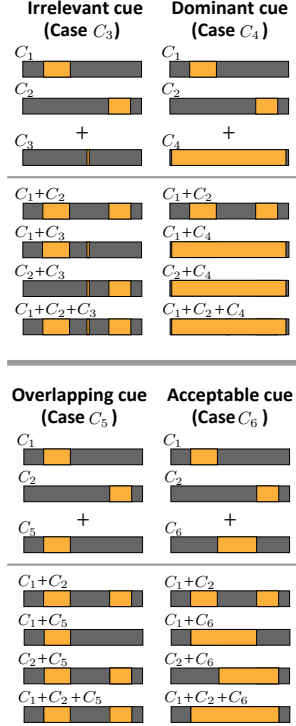 Irrelevant cue
(Case C₃)
C₁
C₂
+
C₃
C₁+C₂
C₁+C₃
C₂+C₃
C₁+C₂+C₃
Dominant cue
(Case C₄)
C₁
C₂
+
C₄
C₁+C₂
C₁+C₄
C₂+C₄
C₁+C₂+C₄
Overlapping cue
(Case C₅)
C₁
C₂
+
C₅
C₁+C₂
C₁+C₅
C₂+C₅
C₁+C₂+C₅
Acceptable cue
(Case C₆)
C₁
C₂
+
C₆
C₁+C₂
C₁+C₆
C₂+C₆
C₁+C₂+C₆